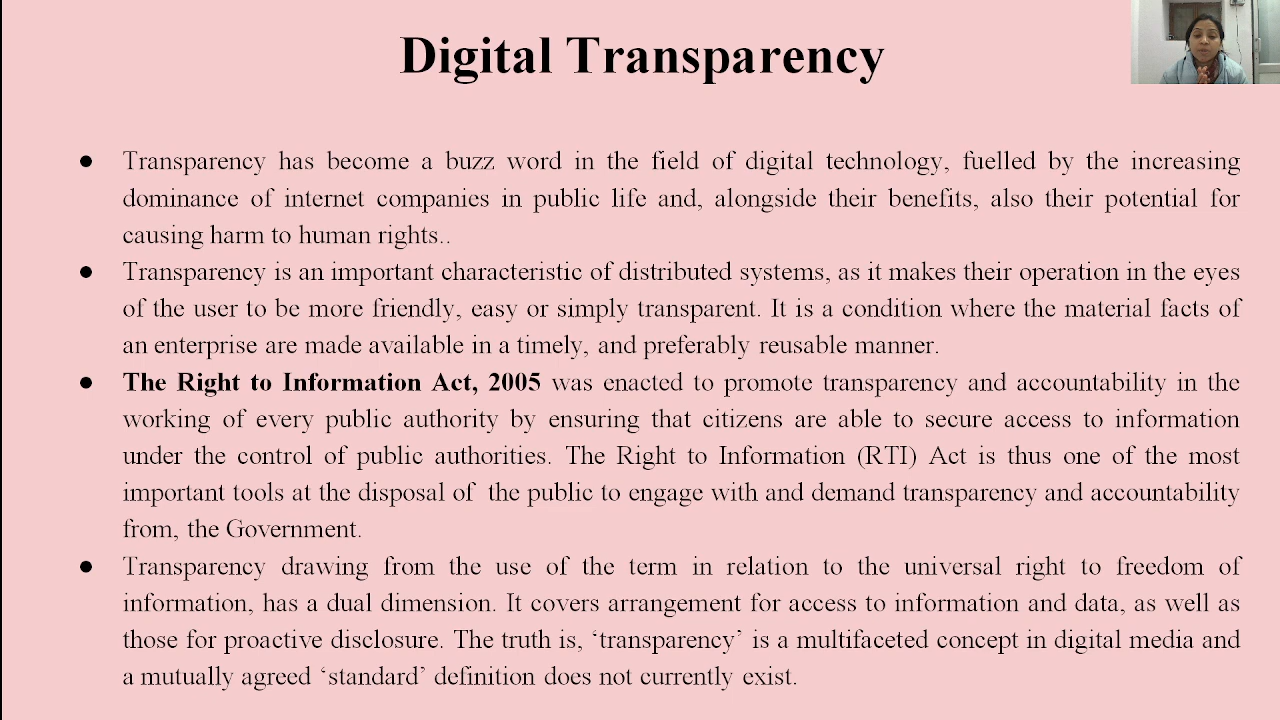 Digital Transparency
● Transparency has become a buzz word in the field of digital technology, fuelled by the increasing
dominance of internet companies in public life and, alongside their benefits, also their potential for
causing harm to human rights..
● Transparency is an important characteristic of distributed systems, as it makes their operation in the eyes
of the user to be more friendly, easy or simply transparent. It is a condition where the material facts of
an enterprise are made available in a timely, and preferably reusable manner.
● The Right to Information Act, 2005 was enacted to promote transparency and accountability in the
working of every public authority by ensuring that citizens are able to secure access to information
under the control of public authorities. The Right to Information (RTI) Act is thus one of the most
important tools at the disposal of the public to engage with and demand transparency and accountability
from, the Government.
● Transparency drawing from the use of the term in relation to the universal right to freedom of
information, has a dual dimension. It covers arrangement for access to information and data, as well as
those for proactive disclosure. The truth is, ‘transparency’ is a multifaceted concept in digital media and
a mutually agreed ‘standard’ definition does not currently exist.